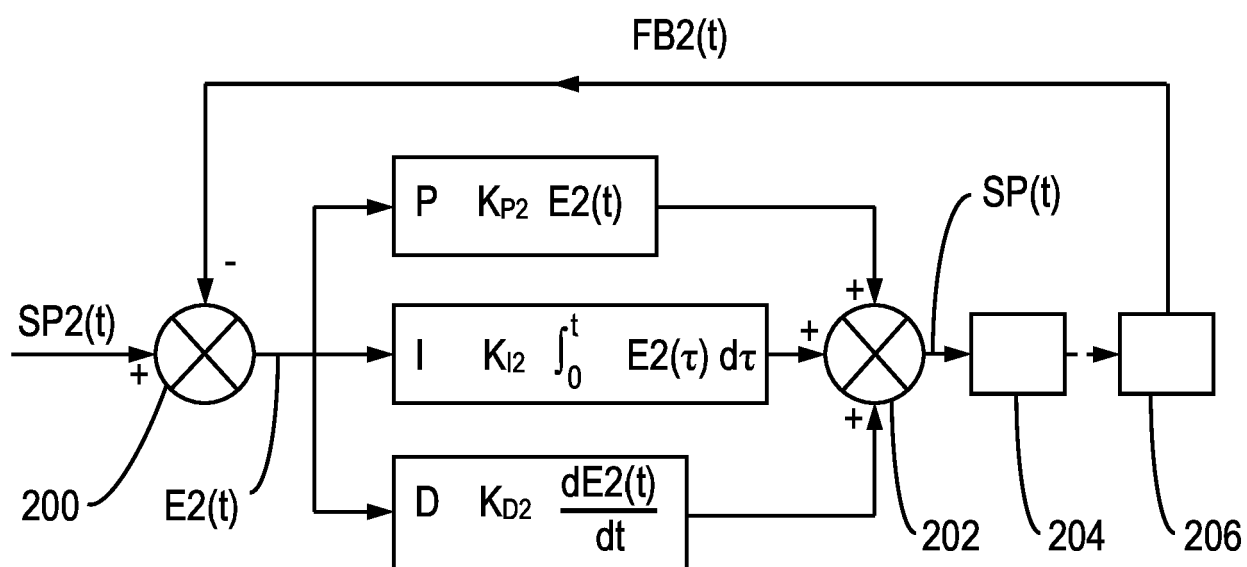 FB2(t)
P K_P2 E2(t)
SP(t)
-
+
SP2(t)
+
I K_I2 ∫_0^t E2(τ) dτ
+
+
D K_D2 dE2(t)/dt
200
E2(t)
202
204
206